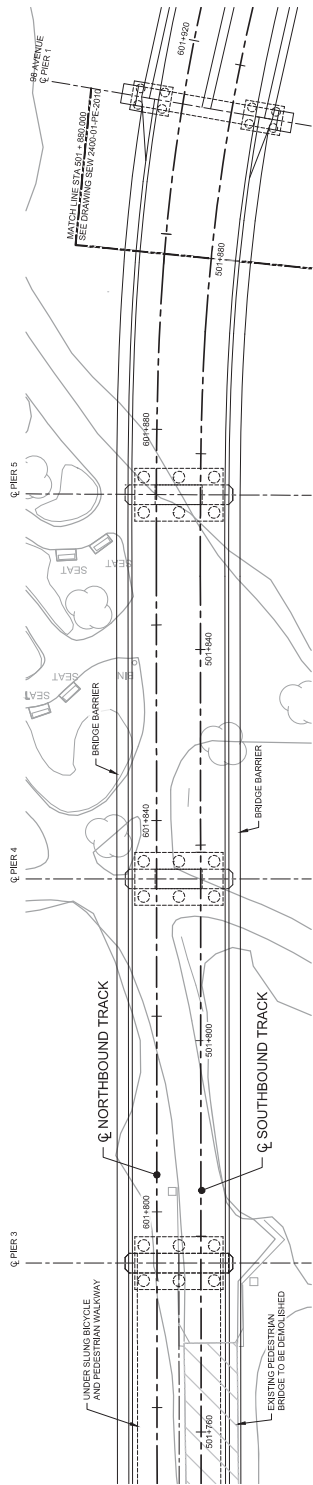 98 AVENUE
℄ PIER 1
601+920
MATCH LINE STA 501 + 880.000
SEE DRAWING SEW 2400-01-PE-2010
501+880
601+880
℄ PIER 5
SEAT
SEAT
501+840
BIN
SEAT
SEAT
BRIDGE BARRIER
601+840
BRIDGE BARRIER
℄ PIER 4
501+800
℄ NORTHBOUND TRACK
℄ SOUTHBOUND TRACK
601+800
℄ PIER 3
UNDER SLUNG BICYCLE
AND PEDESTRIAN WALKWAY
EXISTING PEDESTRIAN
BRIDGE TO BE DEMOLISHED
501+760